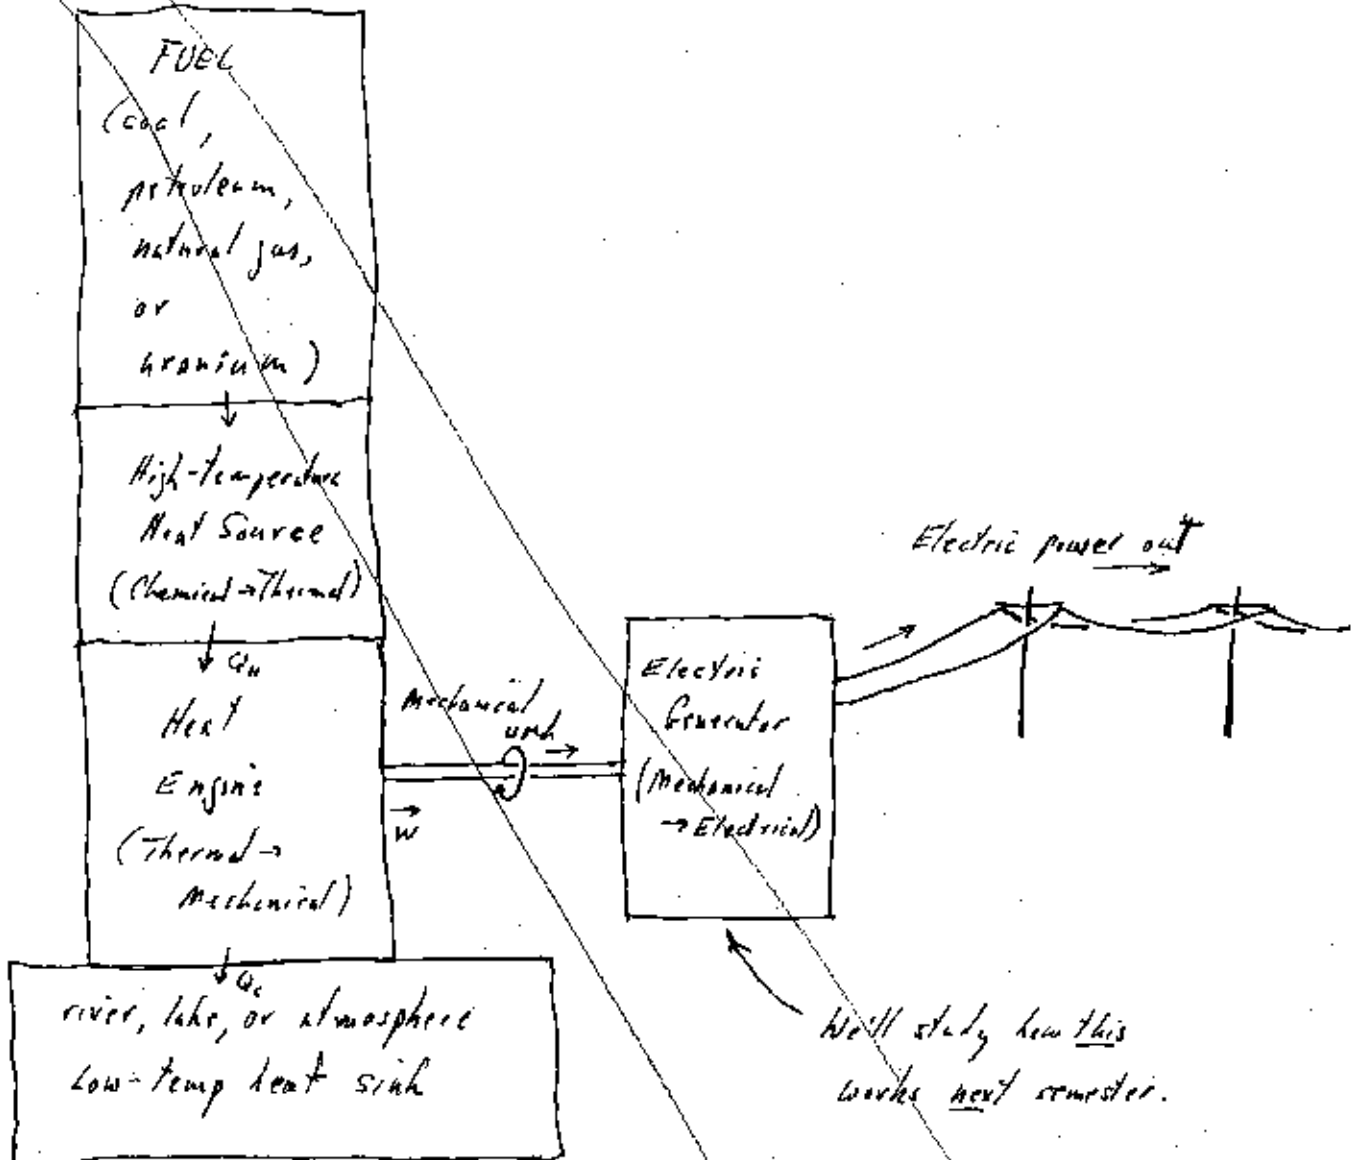 FUEL
(coal,
petroleum,
natural gas,
or
uranium)
High-temperature
Heat Source
(Chemical → Thermal)
Q_H
Heat
Engine
(Thermal →
Mechanical)
Q_C
river, lake, or atmosphere
Low-temp heat sink
Mechanical
work
W
Electric
Generator
(Mechanical
→ Electrical)
Electric power out
We'll study how this
works next semester.